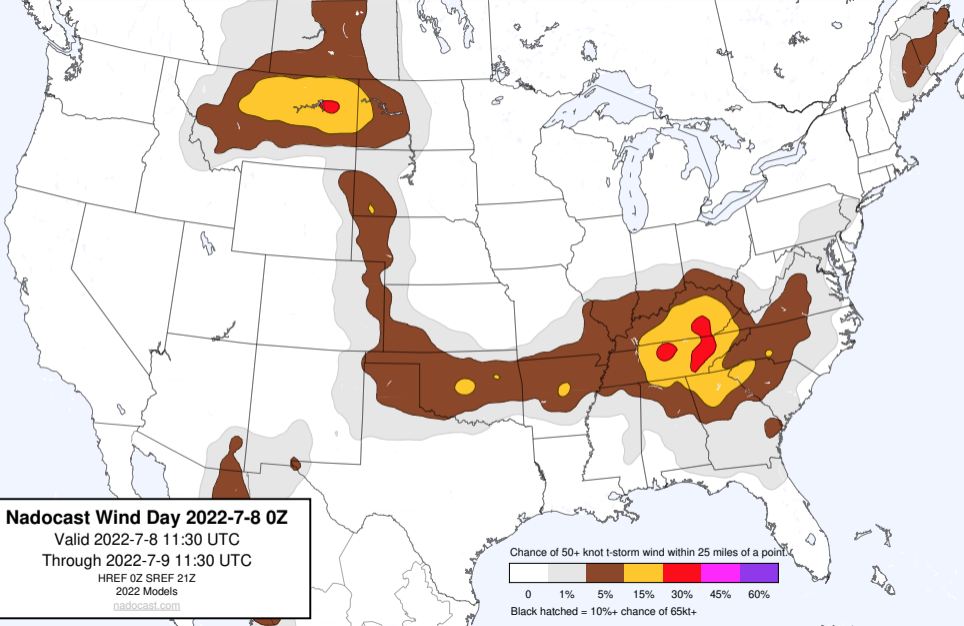 Nadocast Wind Day 2022-7-8 0Z
Valid 2022-7-8 11:30 UTC
Through 2022-7-9 11:30 UTC
HREF 0Z SREF 21Z
2022 Models
nadocast.com
Chance of 50+ knot t-storm wind within 25 miles of a point.
0 1% 5% 15% 30% 45% 60%
Black hatched = 10%+ chance of 65kt+